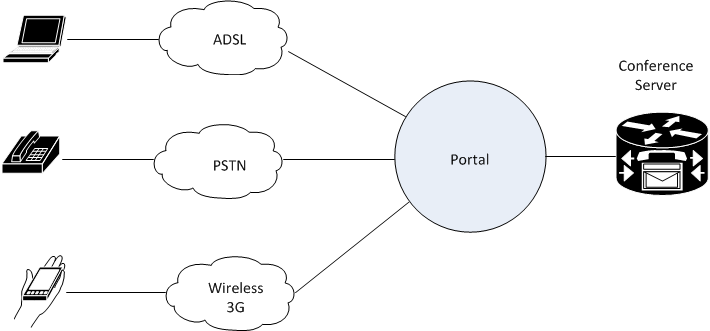 ADSL
Conference
Server
PSTN
Portal
Wireless
3G